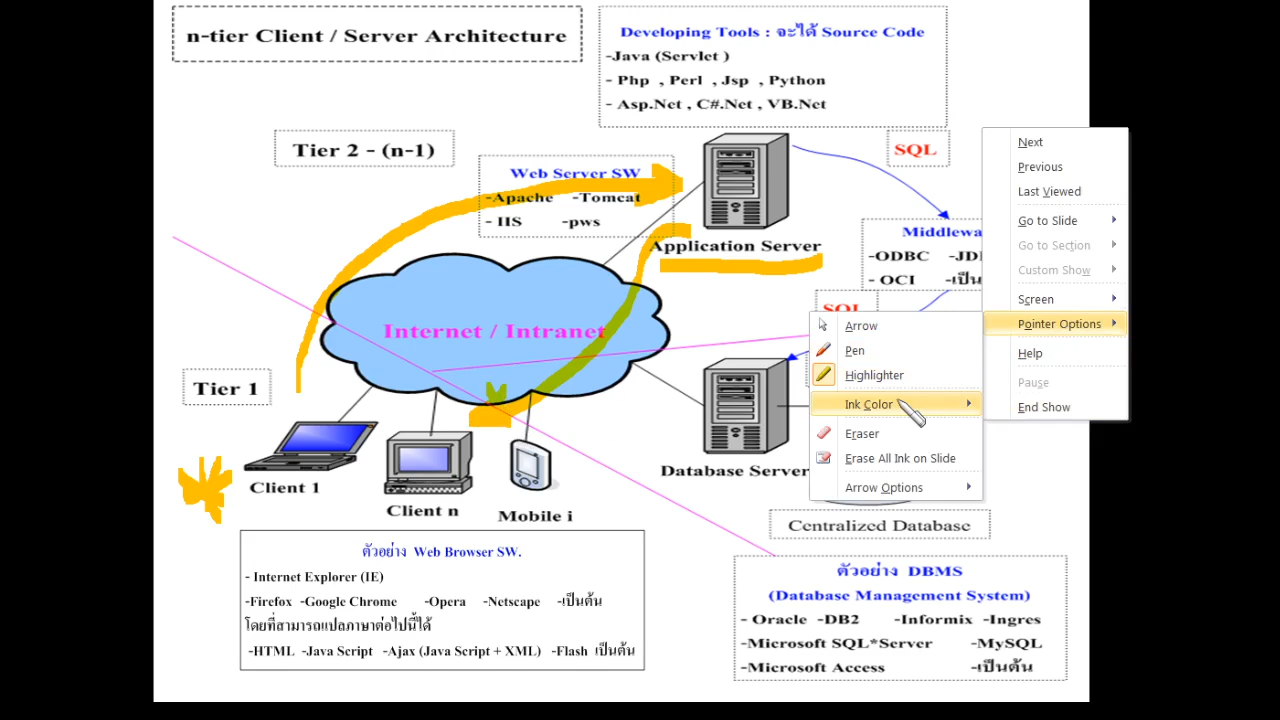 n-tier Client / Server Architecture
Developing Tools : จะได้ Source Code
-Java (Servlet )
- Php , Perl , Jsp , Python
- Asp.Net , C#.Net , VB.Net
Tier 2 - (n-1)
SQL
Web Server SW
-Apache -Tomcat
- IIS -pws
Application Server
Middlewa
-ODBC -JD
- OCI -เป็น
SQL
Internet / Intranet
Tier 1
Client 1
Client n
Mobile i
Database Server
Centralized Database
ตัวอย่าง Web Browser SW.
- Internet Explorer (IE)
-Firefox -Google Chrome -Opera -Netscape -เป็นต้น
โดยที่สามารถแปลภาษาต่อไปนี้ได้
-HTML -Java Script -Ajax (Java Script + XML) -Flash เป็นต้น
ตัวอย่าง DBMS
(Database Management System)
- Oracle -DB2 -Informix -Ingres
-Microsoft SQL*Server -MySQL
-Microsoft Access -เป็นต้น
Next
Previous
Last Viewed
Go to Slide
Go to Section
Custom Show
Screen
Pointer Options
Help
Pause
End Show
Arrow
Pen
Highlighter
Ink Color
Eraser
Erase All Ink on Slide
Arrow Options